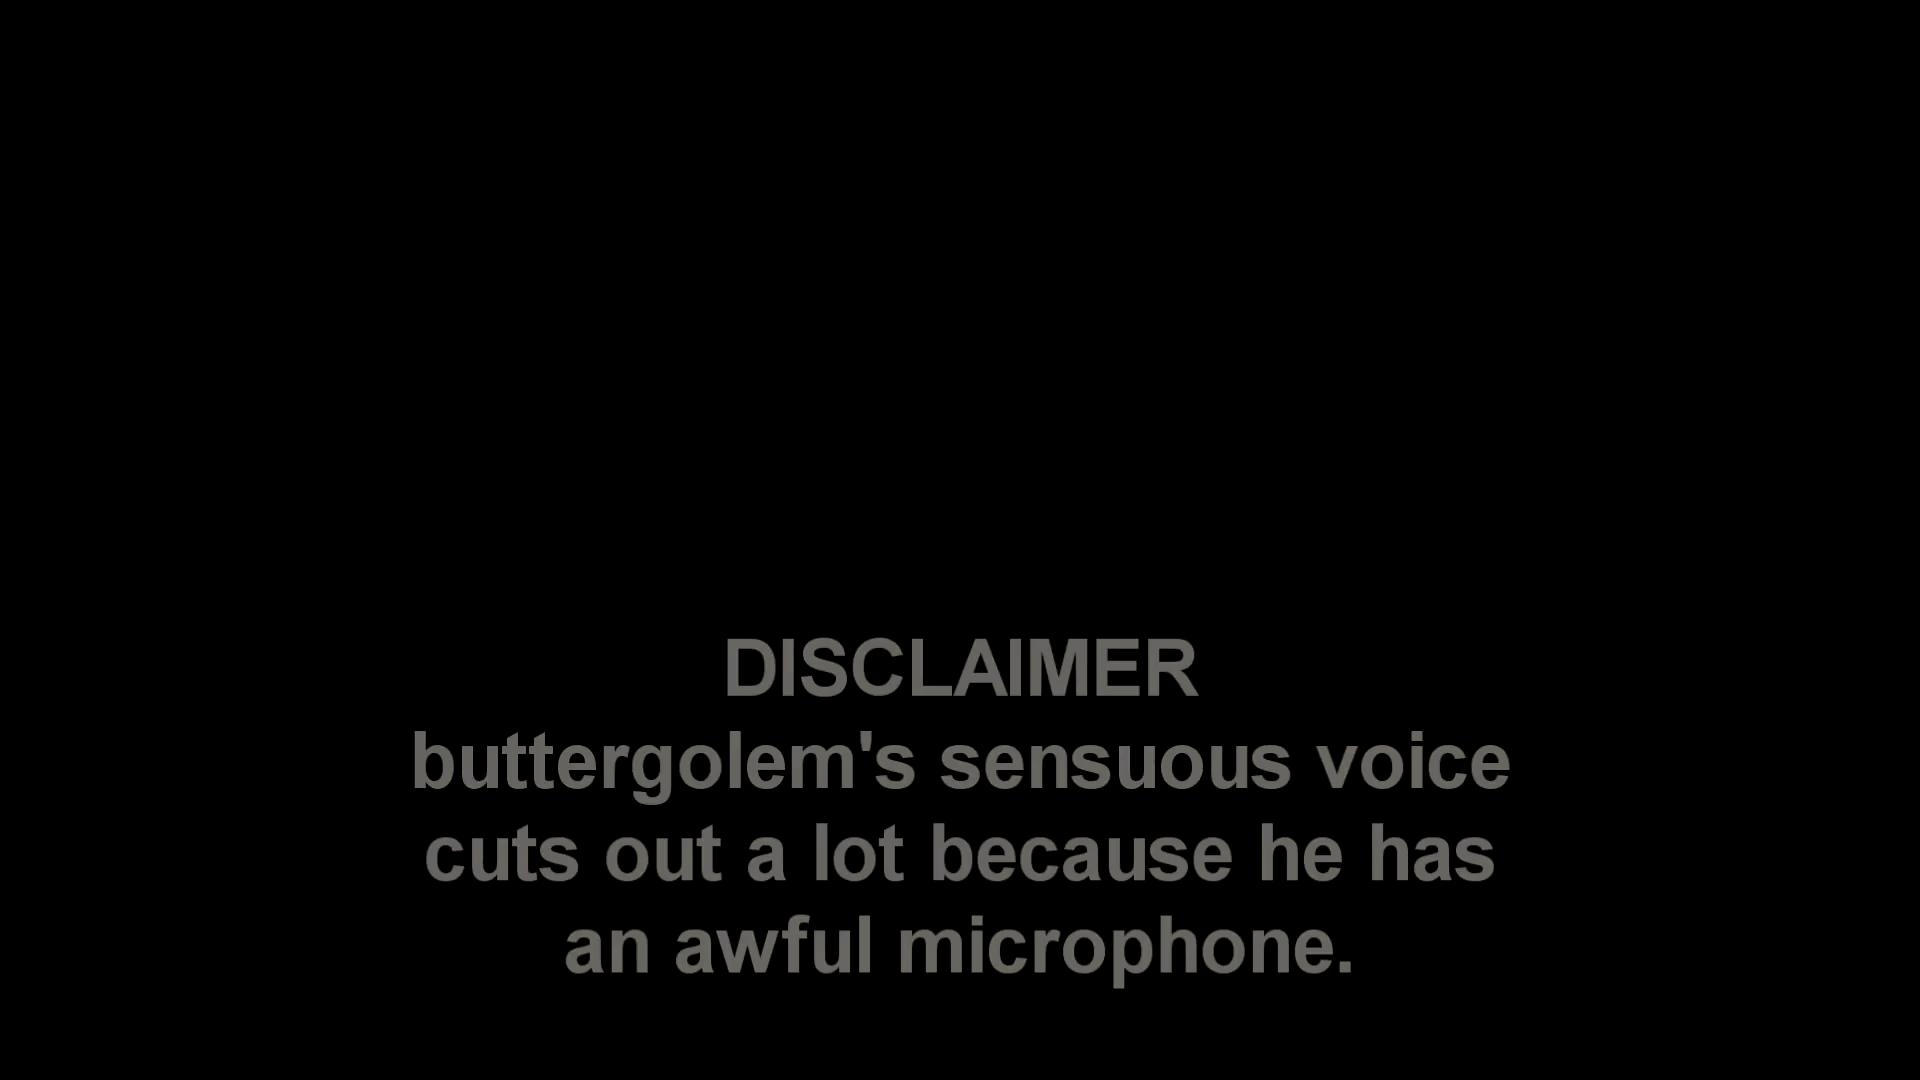 DISCLAIMER
buttergolem's sensuous voice
cuts out a lot because he has
an awful microphone.